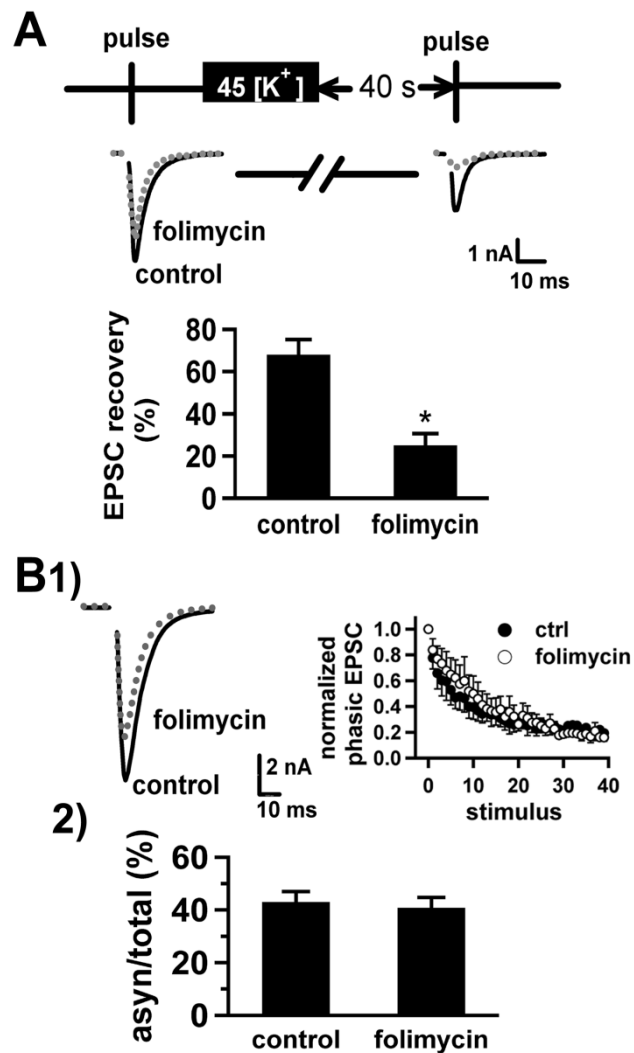 A
pulse
pulse
45 [K+]
40 s
folimycin
control
1 nA
10 ms
EPSC recovery
(%)
80
60
40
20
0
*
control
folimycin
B1)
folimycin
control
2 nA
10 ms
normalized
phasic EPSC
1.0
0.8
0.6
0.4
0.2
0.0
ctrl
folimycin
0
10
20
30
40
stimulus
2)
asyn/total (%)
60
40
20
0
control
folimycin